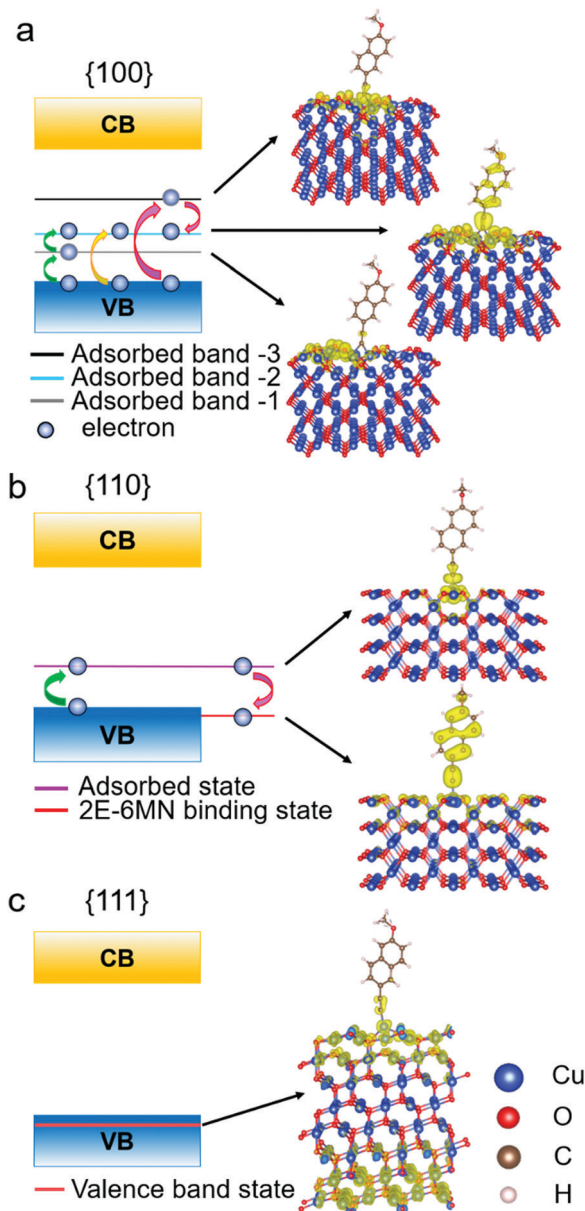 a
{100}
CB
VB
Adsorbed band -3
Adsorbed band -2
Adsorbed band -1
electron
b
{110}
CB
VB
Adsorbed state
2E-6MN binding state
c
{111}
CB
VB
Valence band state
Cu
O
C
H